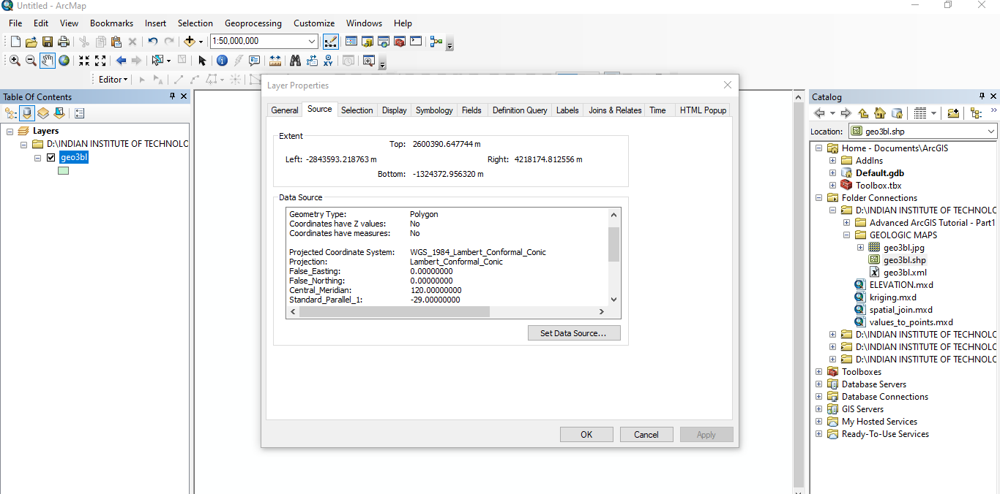 Untitled - ArcMap
File Edit View Bookmarks Insert Selection Geoprocessing Customize Windows Help
1:50,000,000
Editor
Table Of Contents
Layers
D:\INDIAN INSTITUTE OF TECHNOLC
geo3bl
Layer Properties
General Source Selection Display Symbology Fields Definition Query Labels Joins & Relates Time HTML Popup
Extent
Top: 2600390.647744 m
Left: -2843593.218763 m Right: 4218174.812556 m
Bottom: -1324372.956320 m
Data Source
Geometry Type: Polygon
Coordinates have Z values: No
Coordinates have measures: No
Projected Coordinate System: WGS_1984_Lambert_Conformal_Conic
Projection: Lambert_Conformal_Conic
False_Easting: 0.00000000
False_Northing: 0.00000000
Central_Meridian: 120.00000000
Standard_Parallel_1: -29.00000000
Set Data Source...
OK Cancel Apply
Catalog
Location: geo3bl.shp
Home - Documents\ArcGIS
AddIns
Default.gdb
Toolbox.tbx
Folder Connections
D:\INDIAN INSTITUTE OF TECHNOLC
Advanced ArcGIS Tutorial - Part1
GEOLOGIC MAPS
geo3bl.jpg
geo3bl.shp
geo3bl.xml
ELEVATION.mxd
kriging.mxd
spatial_join.mxd
values_to_points.mxd
D:\INDIAN INSTITUTE OF TECHNOLC
D:\INDIAN INSTITUTE OF TECHNOLC
D:\INDIAN INSTITUTE OF TECHNOLC
Toolboxes
Database Servers
Database Connections
GIS Servers
My Hosted Services
Ready-To-Use Services